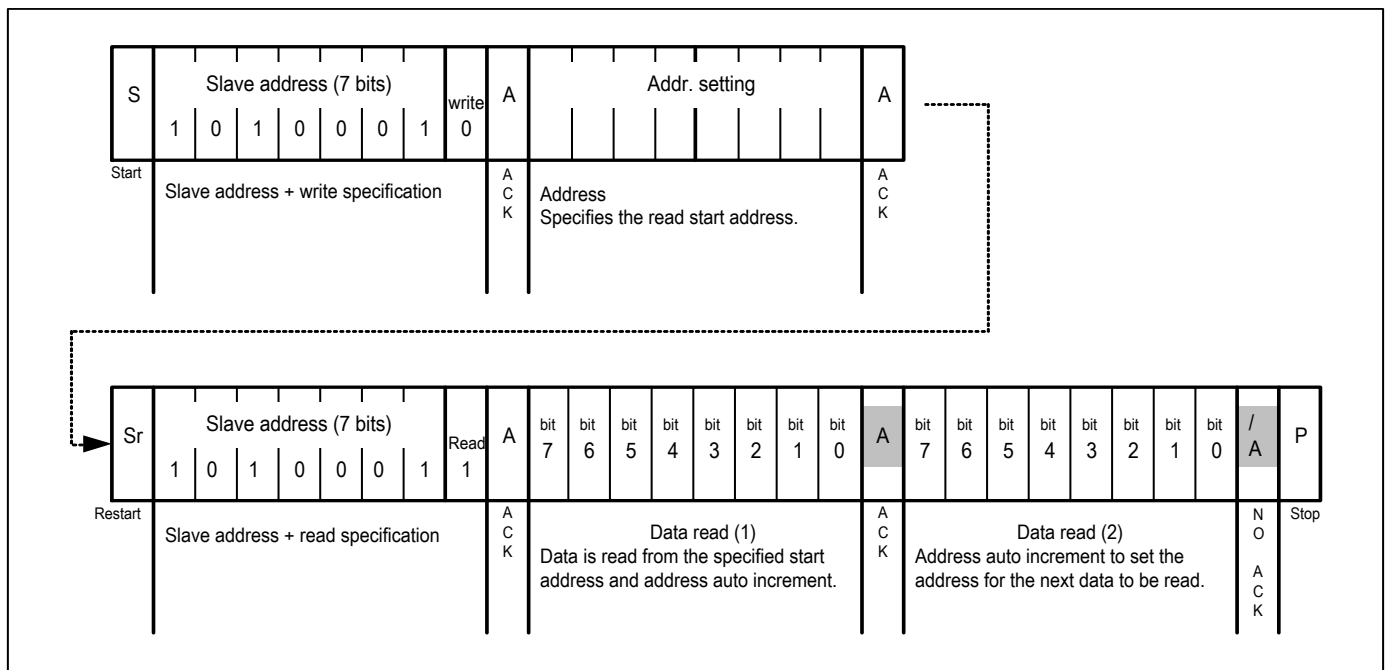 S
Slave address (7 bits)
write
A
Addr. setting
A
1 0 1 0 0 0 1 0
Start
Slave address + write specification
A
C
K
Address
Specifies the read start address.
A
C
K
Sr
Slave address (7 bits)
Read
A
bit bit bit bit bit bit bit bit
7 6 5 4 3 2 1 0
A
bit bit bit bit bit bit bit bit
7 6 5 4 3 2 1 0
/
A
P
1 0 1 0 0 0 1 1
Restart
Slave address + read specification
A
C
K
Data read (1)
Data is read from the specified start
address and address auto increment.
A
C
K
Data read (2)
Address auto increment to set the
address for the next data to be read.
N
O
A
C
K
Stop